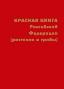 КРАСНАЯ КНИГА
Российской
Федерации
(растения и грибы)